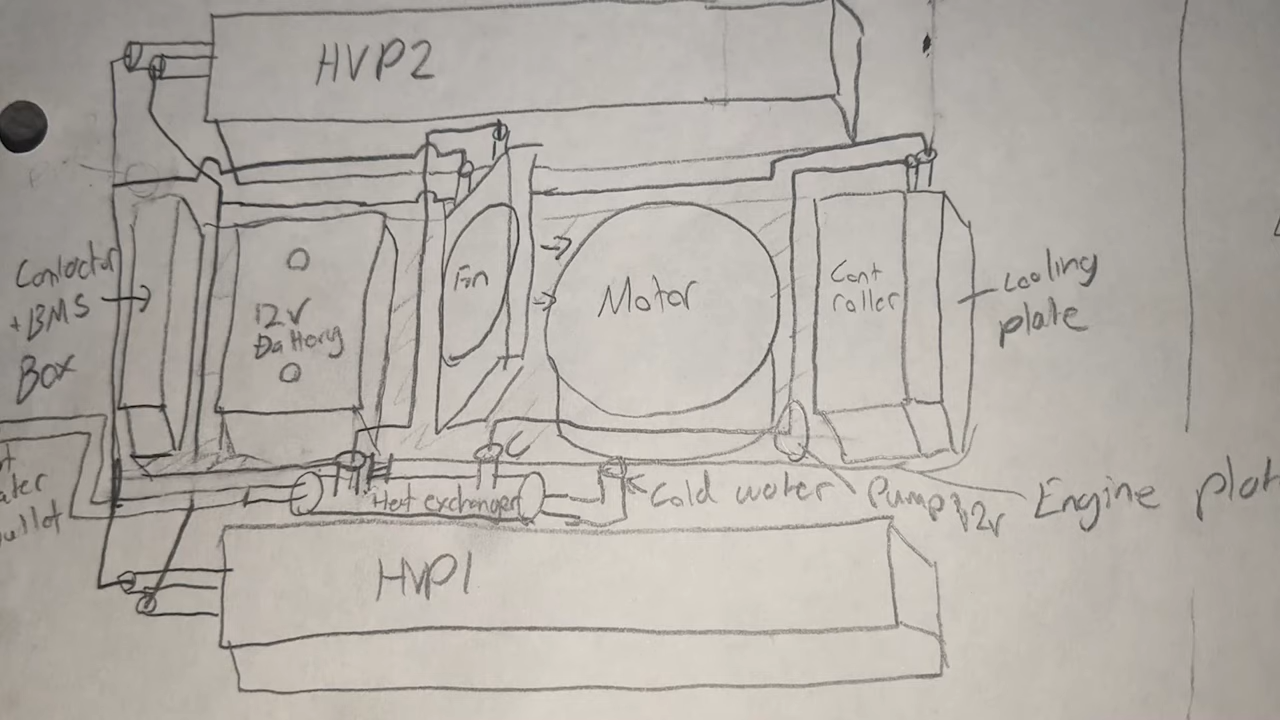 HVP2
Contactor
+ BMS
Box
12v
Battery
Fan
Motor
Cont
roller
cooling
plate
C
Heat exchanger
Cold water
Pump 12v
Engine plat
ater
HVP1